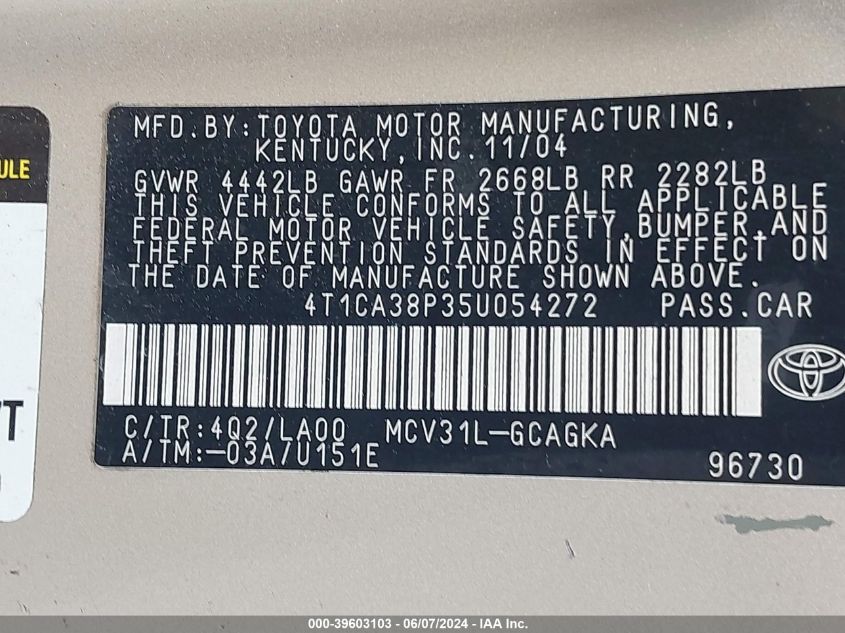 MFD.BY:TOYOTA MOTOR MANUFACTURING,
KENTUCKY,INC.11/04
GVWR 4442LB GAWR FR 2668LB RR 2282LB
THIS VEHICLE CONFORMS TO ALL APPLICABLE
FEDERAL MOTOR VEHICLE SAFETY,BUMPER,AND
THEFT PREVENTION STANDARDS IN EFFECT ON
THE DATE OF MANUFACTURE SHOWN ABOVE.
4T1CA38P35U054272 PASS.CAR
C/TR:4Q2/LA00 MCV31L-GCAGKA
A/TM:-03A/U151E
96730
000-39603103 - 06/07/2024 - IAA Inc.